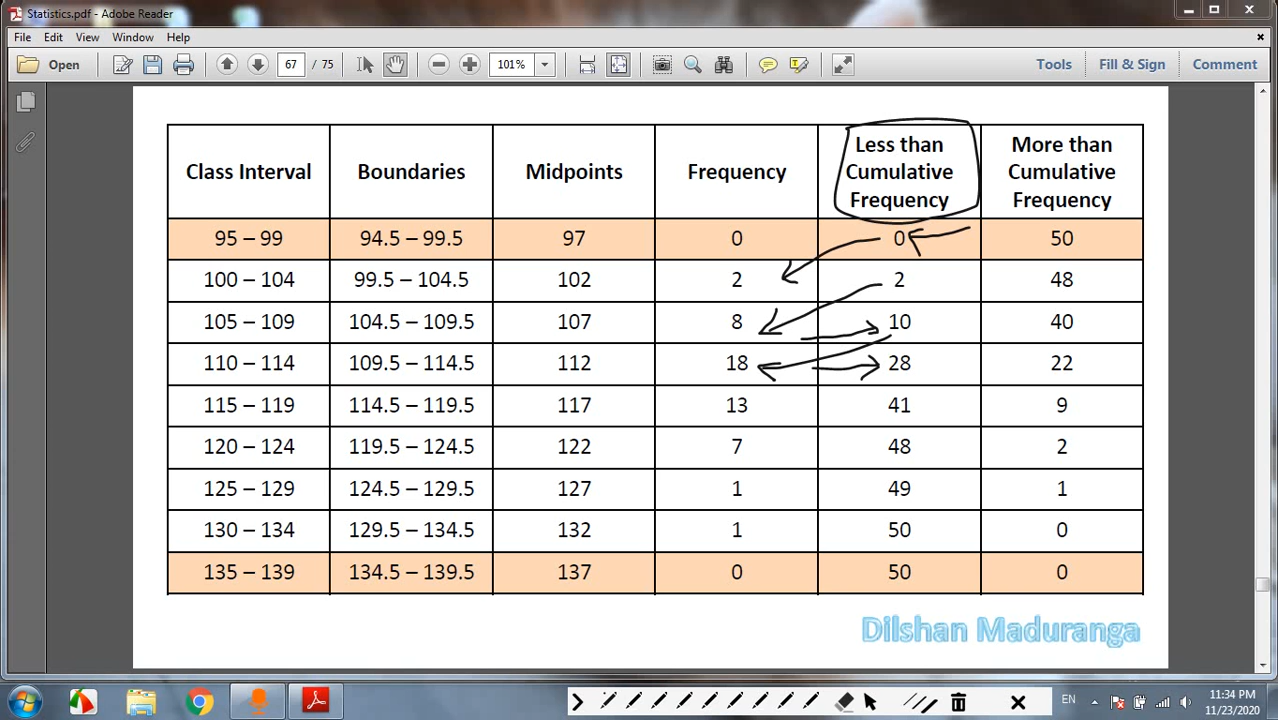 Statistics.pdf - Adobe Reader
File Edit View Window Help
Open 67 / 75 101% Tools Fill & Sign Comment
Class Interval Boundaries Midpoints Frequency Less than Cumulative Frequency More than Cumulative Frequency
95 – 99 94.5 – 99.5 97 0 0 50
100 – 104 99.5 – 104.5 102 2 2 48
105 – 109 104.5 – 109.5 107 8 10 40
110 – 114 109.5 – 114.5 112 18 28 22
115 – 119 114.5 – 119.5 117 13 41 9
120 – 124 119.5 – 124.5 122 7 48 2
125 – 129 124.5 – 129.5 127 1 49 1
130 – 134 129.5 – 134.5 132 1 50 0
135 – 139 134.5 – 139.5 137 0 50 0
Dilshan Maduranga
EN 11:34 PM
11/23/2020